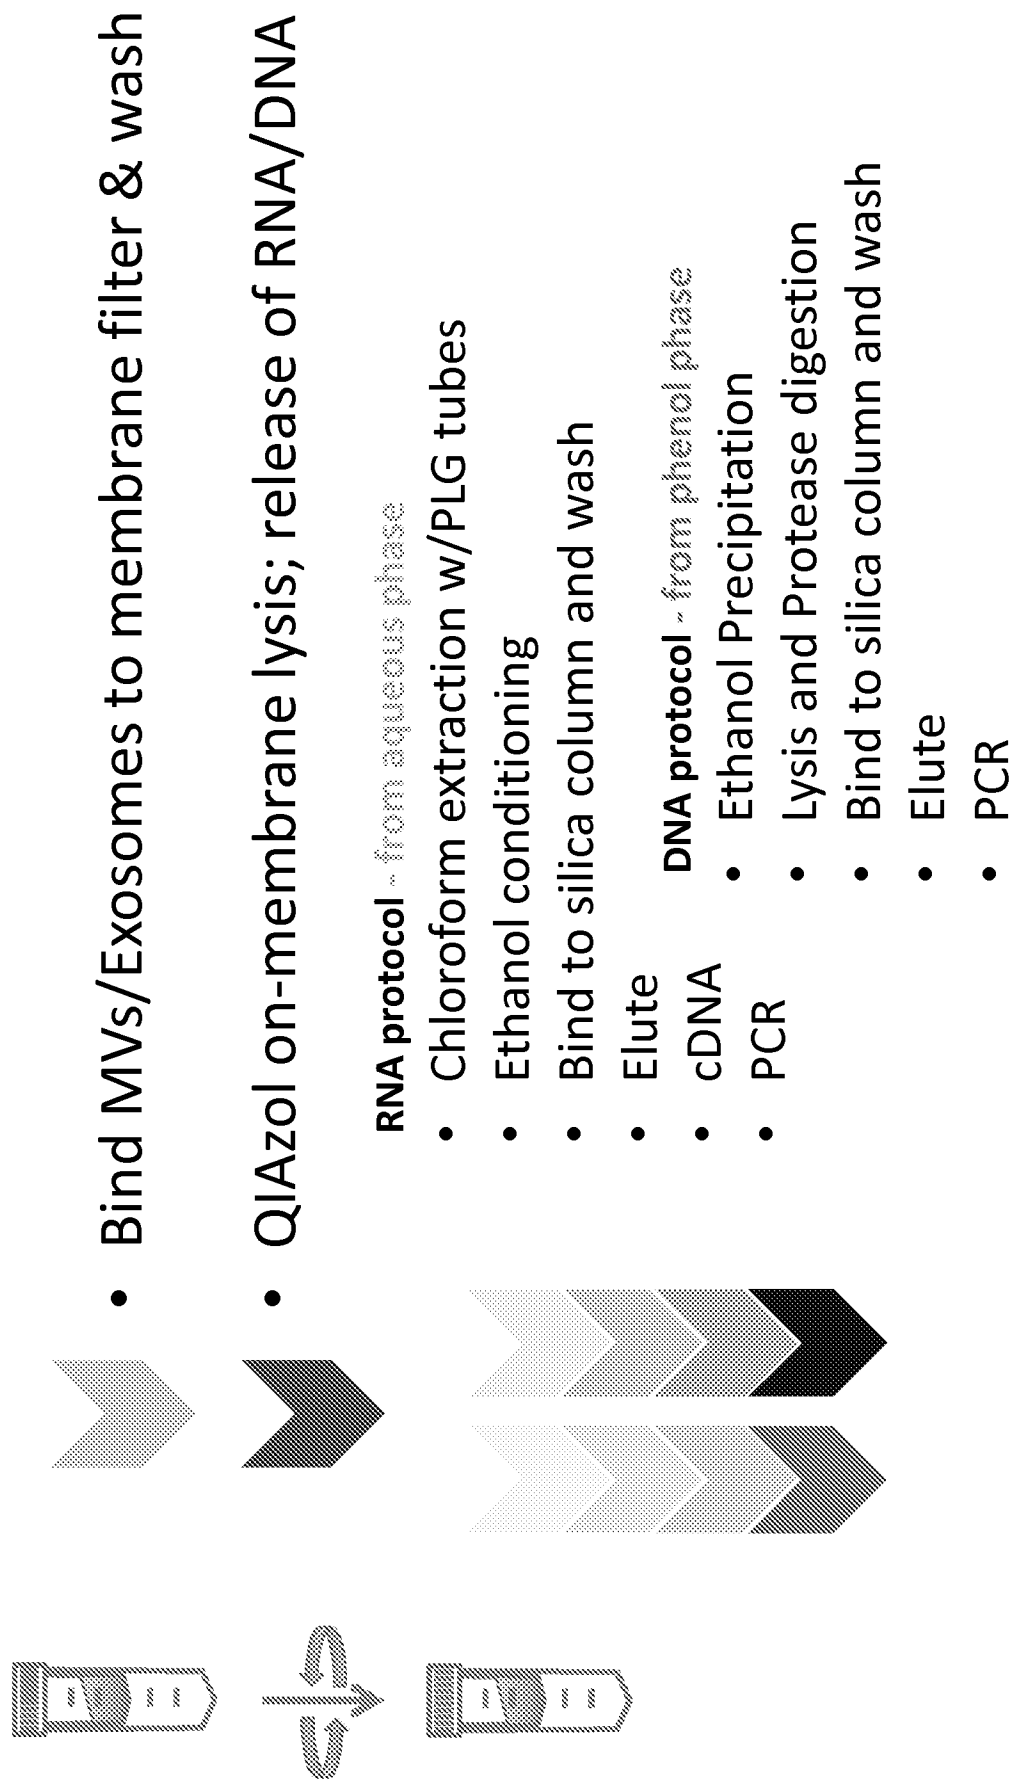 • Bind MVs/Exosomes to membrane filter & wash
• QIAzol on-membrane lysis; release of RNA/DNA
RNA protocol - from aqueous phase
• Chloroform extraction w/PLG tubes
• Ethanol conditioning
• Bind to silica column and wash
• Elute
• cDNA
• PCR
DNA protocol - from phenol phase
• Ethanol Precipitation
• Lysis and Protease digestion
• Bind to silica column and wash
• Elute
• PCR